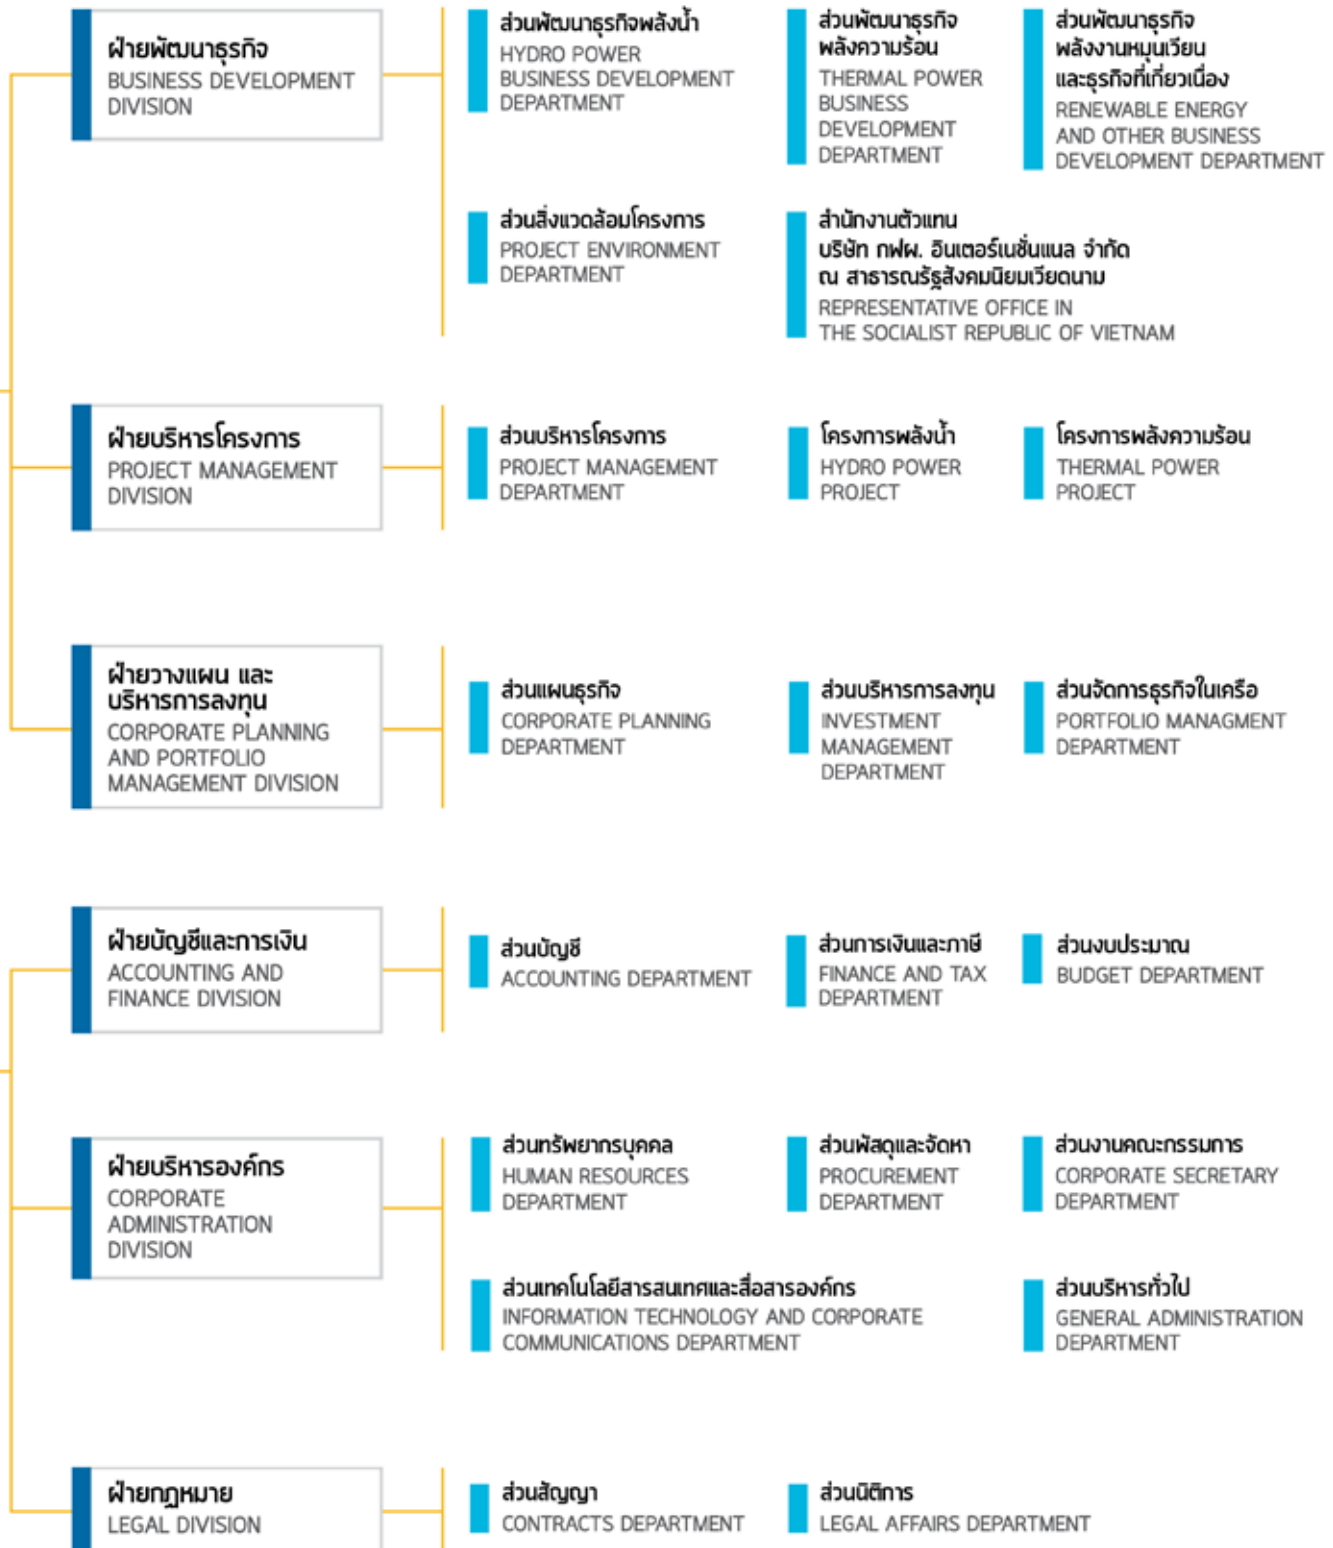 ฝ่ายพัฒนาธุรกิจ
BUSINESS DEVELOPMENT
DIVISION
ส่วนพัฒนาธุรกิจพลังน้ำ
HYDRO POWER
BUSINESS DEVELOPMENT
DEPARTMENT
ส่วนพัฒนาธุรกิจ
พลังความร้อน
THERMAL POWER
BUSINESS
DEVELOPMENT
DEPARTMENT
ส่วนพัฒนาธุรกิจ
พลังงานหมุนเวียน
และธุรกิจที่เกี่ยวเนื่อง
RENEWABLE ENERGY
AND OTHER BUSINESS
DEVELOPMENT DEPARTMENT
ส่วนสิ่งแวดล้อมโครงการ
PROJECT ENVIRONMENT
DEPARTMENT
สำนักงานตัวแทน
บริษัท กฟผ. อินเตอร์เนชั่นแนล จำกัด
ณ สาธารณรัฐสังคมนิยมเวียดนาม
REPRESENTATIVE OFFICE IN
THE SOCIALIST REPUBLIC OF VIETNAM
ฝ่ายบริหารโครงการ
PROJECT MANAGEMENT
DIVISION
ส่วนบริหารโครงการ
PROJECT MANAGEMENT
DEPARTMENT
โครงการพลังน้ำ
HYDRO POWER
PROJECT
โครงการพลังความร้อน
THERMAL POWER
PROJECT
ฝ่ายวางแผน และ
บริหารการลงทุน
CORPORATE PLANNING
AND PORTFOLIO
MANAGEMENT DIVISION
ส่วนแผนธุรกิจ
CORPORATE PLANNING
DEPARTMENT
ส่วนบริหารการลงทุน
INVESTMENT
MANAGEMENT
DEPARTMENT
ส่วนจัดการธุรกิจในเครือ
PORTFOLIO MANAGMENT
DEPARTMENT
ฝ่ายบัญชีและการเงิน
ACCOUNTING AND
FINANCE DIVISION
ส่วนบัญชี
ACCOUNTING DEPARTMENT
ส่วนการเงินและภาษี
FINANCE AND TAX
DEPARTMENT
ส่วนงบประมาณ
BUDGET DEPARTMENT
ฝ่ายบริหารองค์กร
CORPORATE
ADMINISTRATION
DIVISION
ส่วนทรัพยากรบุคคล
HUMAN RESOURCES
DEPARTMENT
ส่วนพัสดุและจัดหา
PROCUREMENT
DEPARTMENT
ส่วนงานคณะกรรมการ
CORPORATE SECRETARY
DEPARTMENT
ส่วนเทคโนโลยีสารสนเทศและสื่อสารองค์กร
INFORMATION TECHNOLOGY AND CORPORATE
COMMUNICATIONS DEPARTMENT
ส่วนบริหารทั่วไป
GENERAL ADMINISTRATION
DEPARTMENT
ฝ่ายกฎหมาย
LEGAL DIVISION
ส่วนสัญญา
CONTRACTS DEPARTMENT
ส่วนนิติการ
LEGAL AFFAIRS DEPARTMENT